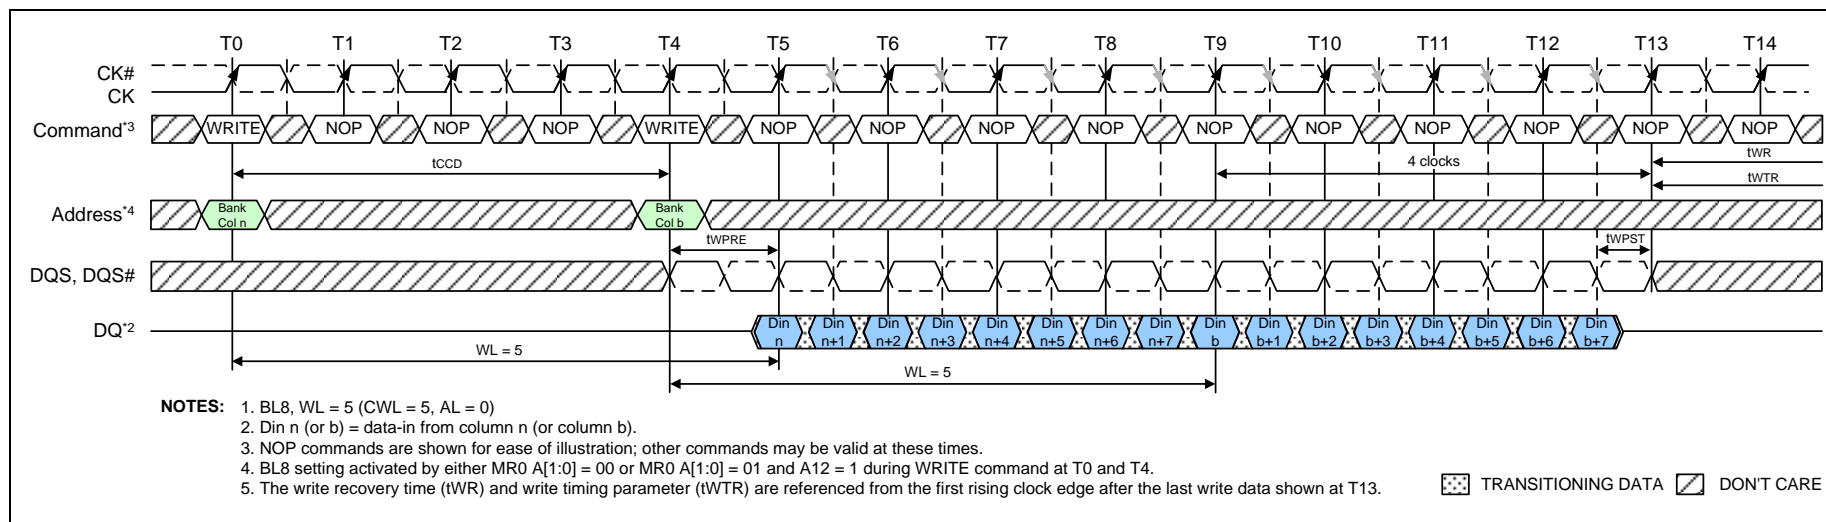 T0 T1 T2 T3 T4 T5 T6 T7 T8 T9 T10 T11 T12 T13 T14
CK#
CK
Command*3 WRITE NOP NOP NOP WRITE NOP NOP NOP NOP NOP NOP NOP NOP NOP NOP
tCCD 4 clocks tWR
tWTR
Address*4 Bank Col n Bank Col b
tWPRE tWPST
DQS, DQS#
DQ*2 Din n Din n+1 Din n+2 Din n+3 Din n+4 Din n+5 Din n+6 Din n+7 Din b Din b+1 Din b+2 Din b+3 Din b+4 Din b+5 Din b+6 Din b+7
WL = 5
WL = 5
NOTES: 1. BL8, WL = 5 (CWL = 5, AL = 0)
2. Din n (or b) = data-in from column n (or column b).
3. NOP commands are shown for ease of illustration; other commands may be valid at these times.
4. BL8 setting activated by either MR0 A[1:0] = 00 or MR0 A[1:0] = 01 and A12 = 1 during WRITE command at T0 and T4.
5. The write recovery time (tWR) and write timing parameter (tWTR) are referenced from the first rising clock edge after the last write data shown at T13.
TRANSITIONING DATA DON'T CARE